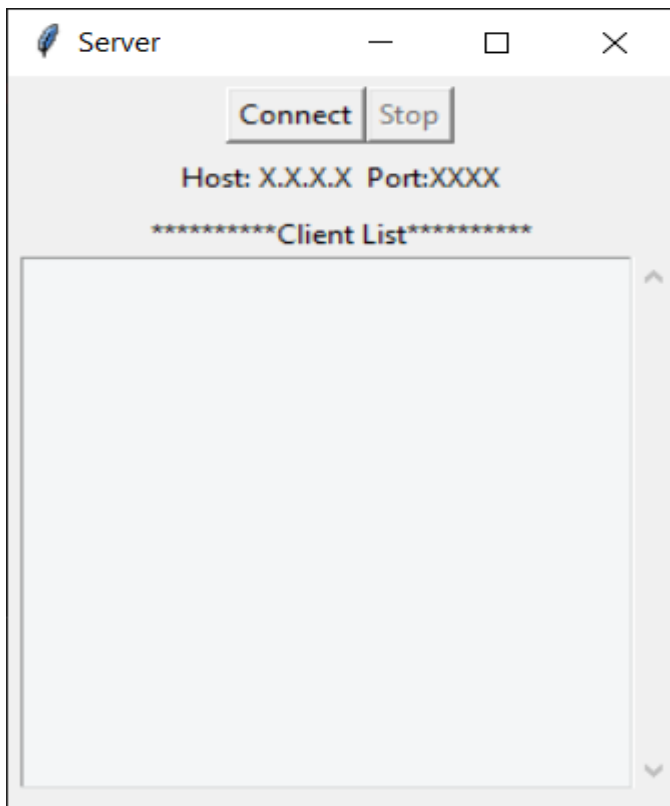 Server
Connect Stop
Host: X.X.X.X Port:XXXX
**********Client List**********